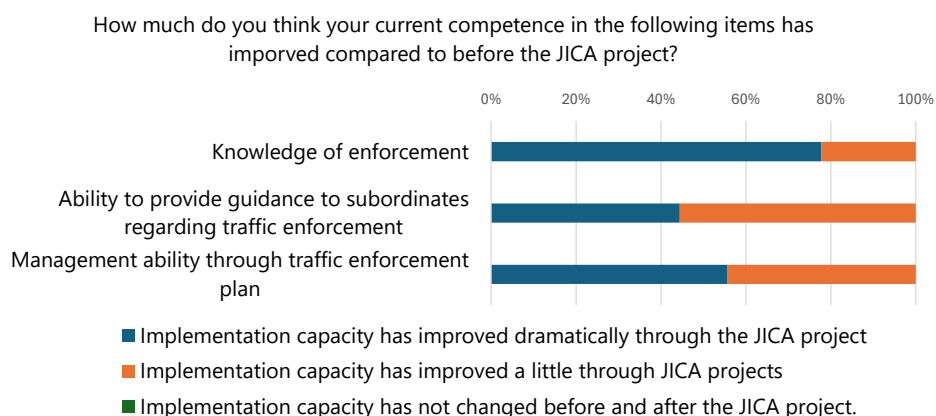 How much do you think your current competence in the following items has
imporved compared to before the JICA project?
0% 20% 40% 60% 80% 100%
Knowledge of enforcement
Ability to provide guidance to subordinates
regarding traffic enforcement
Management ability through traffic enforcement
plan
Implementation capacity has improved dramatically through the JICA project
Implementation capacity has improved a little through JICA projects
Implementation capacity has not changed before and after the JICA project.